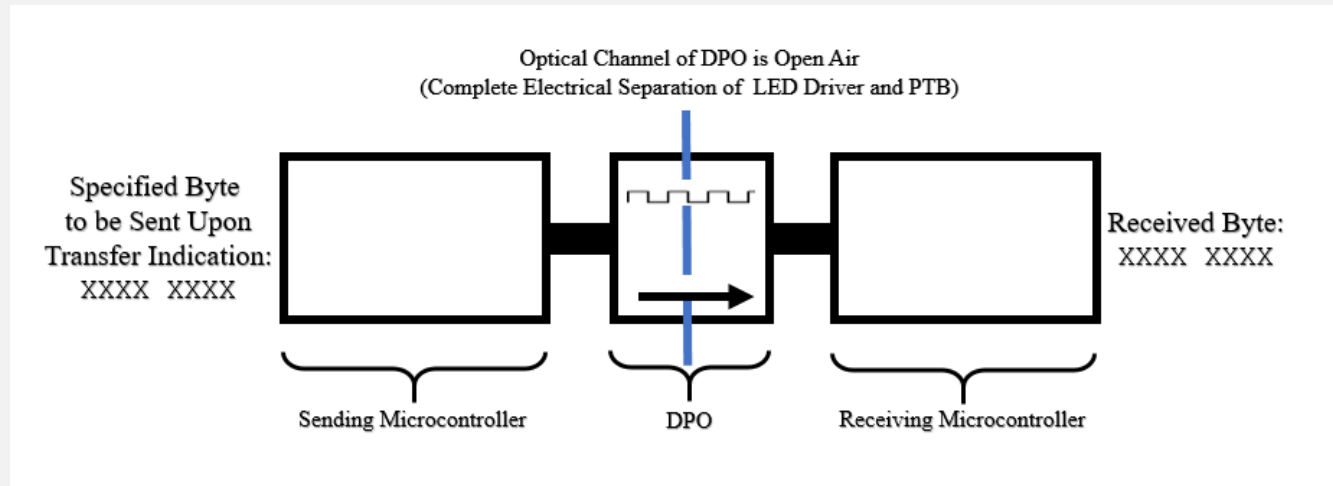 Optical Channel of DPO is Open Air
(Complete Electrical Separation of LED Driver and PTB)
Specified Byte
to be Sent Upon
Transfer Indication:
XXXX XXXX
Received Byte:
XXXX XXXX
Sending Microcontroller
DPO
Receiving Microcontroller